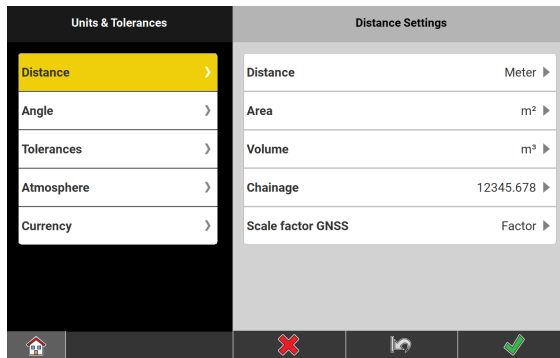 Units & Tolerances
Distance
Angle
Tolerances
Atmosphere
Currency
Distance Settings
Distance Meter
Area m²
Volume m³
Chainage 12345.678
Scale factor GNSS Factor